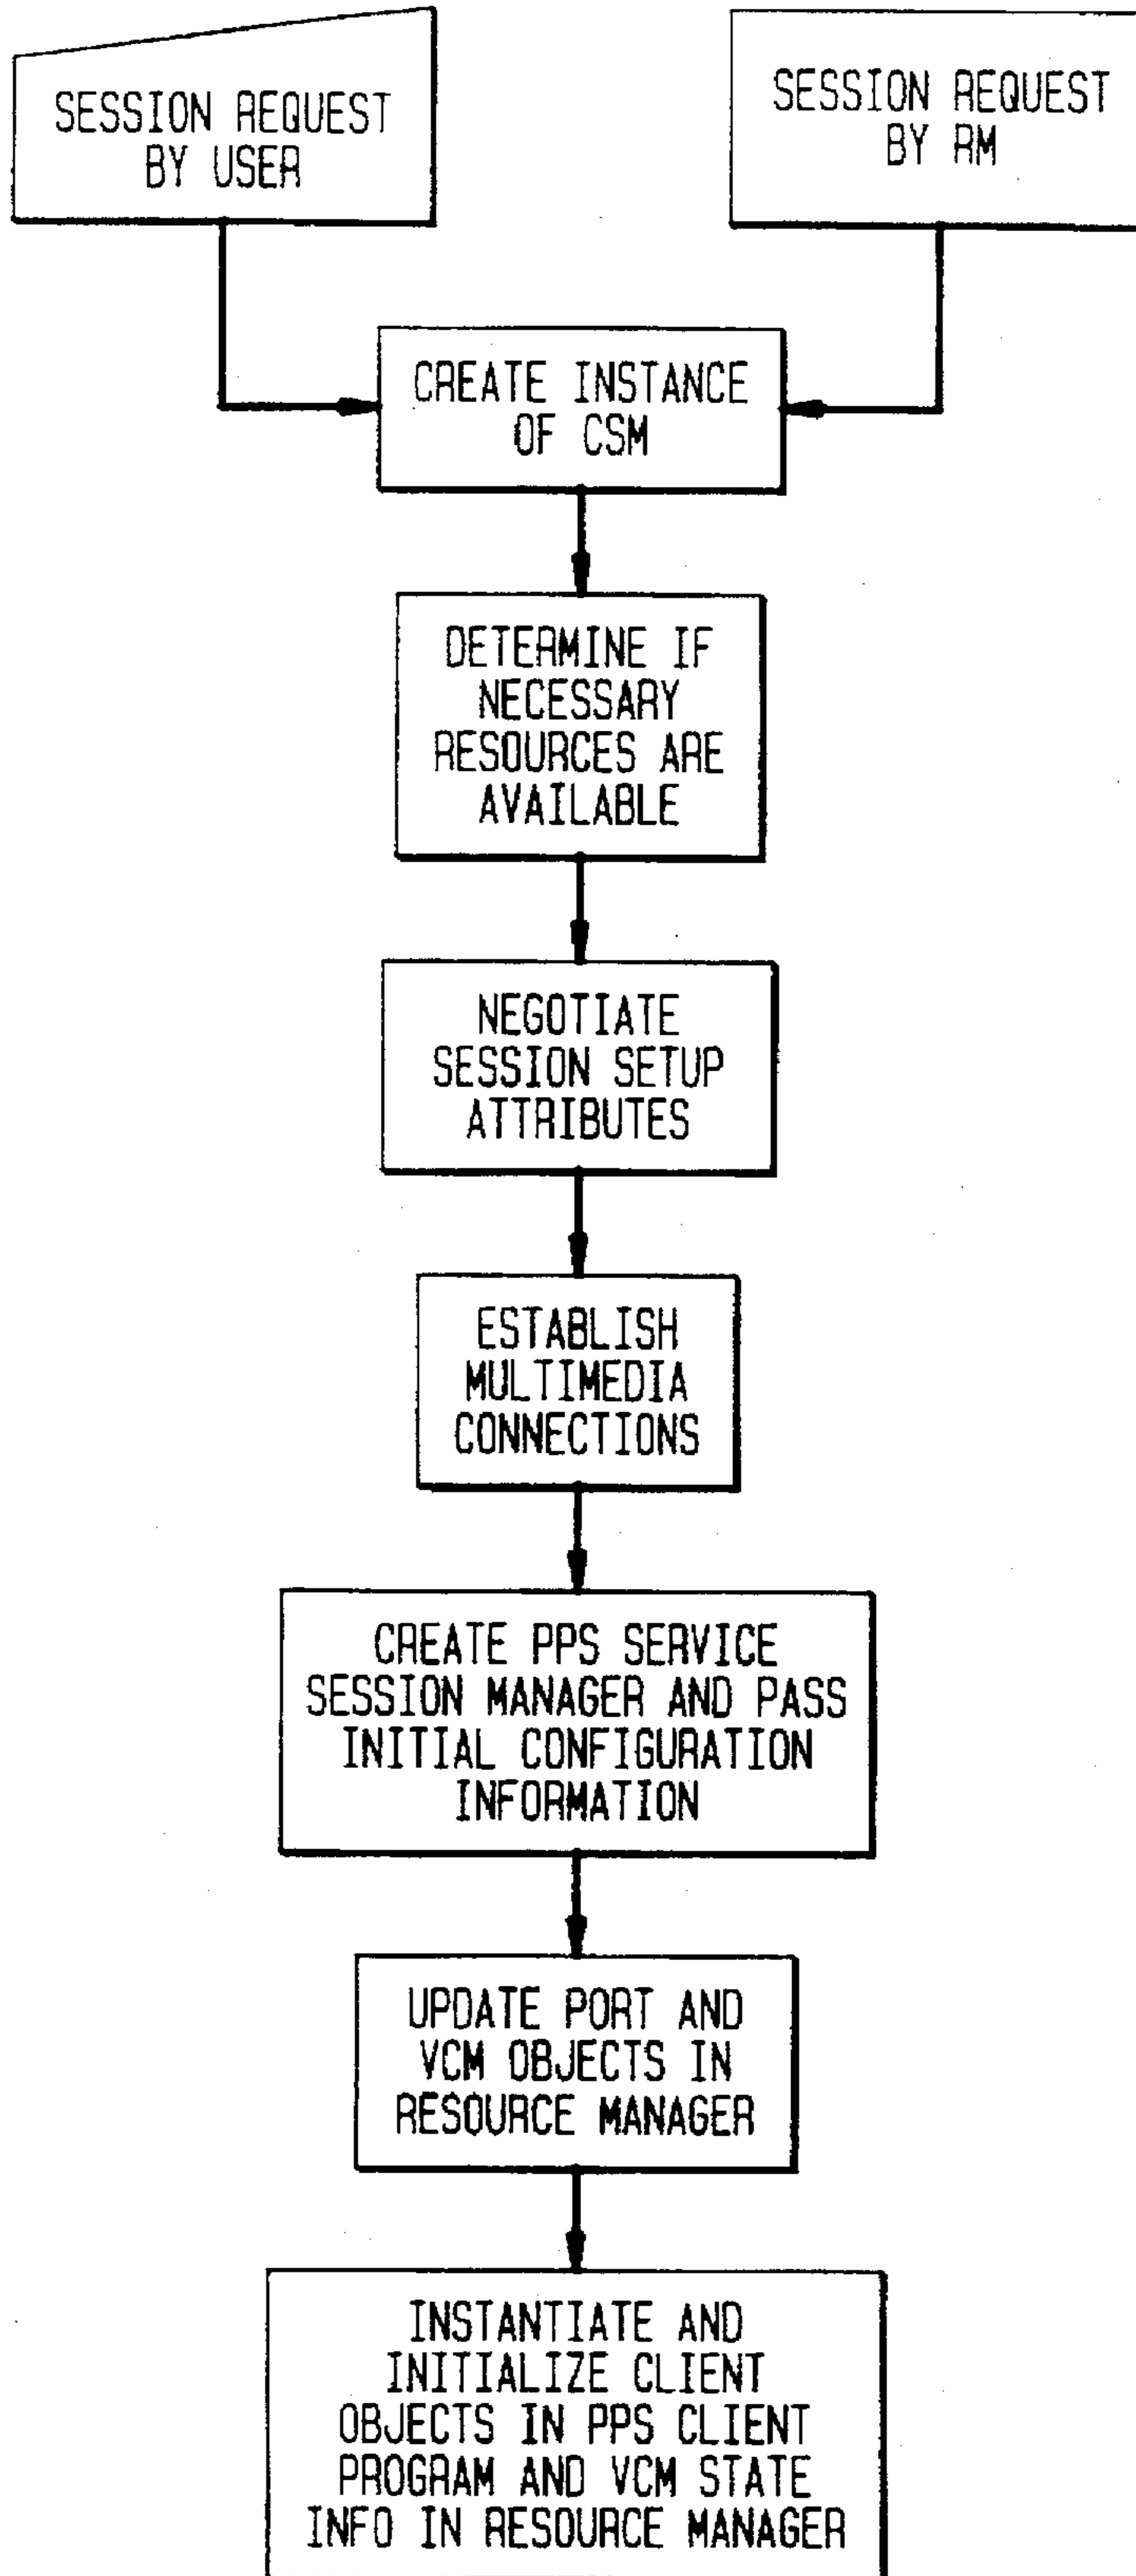 SESSION REQUEST
BY USER
SESSION REQUEST
BY RM
CREATE INSTANCE
OF CSM
DETERMINE IF
NECESSARY
RESOURCES ARE
AVAILABLE
NEGOTIATE
SESSION SETUP
ATTRIBUTES
ESTABLISH
MULTIMEDIA
CONNECTIONS
CREATE PPS SERVICE
SESSION MANAGER AND PASS
INITIAL CONFIGURATION
INFORMATION
UPDATE PORT AND
VCM OBJECTS IN
RESOURCE MANAGER
INSTANTIATE AND
INITIALIZE CLIENT
OBJECTS IN PPS CLIENT
PROGRAM AND VCM STATE
INFO IN RESOURCE MANAGER